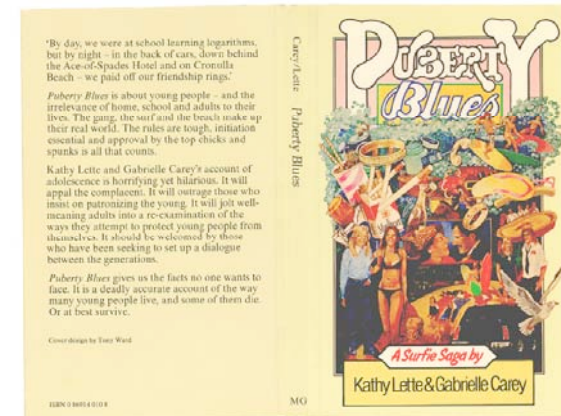 'By day, we were at school learning logarithms,
but by night – in the back of cars, down behind
the Ace-of-Spades Hotel and on Cronulla
Beach – we paid off our friendship rings.'
Puberty Blues is about young people – and the
irrelevance of home, school and adults to their
lives. The gang, the surf and the beach make up
their real world. The rules are tough, initiation
essential and approval by the top chicks and
spunks is all that counts.
Kathy Lette and Gabrielle Carey's account of
adolescence is horrifying yet hilarious. It will
appal the complacent. It will outrage those who
insist on patronizing the young. It will jolt well-
meaning adults into a re-examination of the
ways they attempt to protect young people from
themselves. It should be welcomed by those
who have been seeking to set up a dialogue
between the generations.
Puberty Blues gives us the facts no one wants to
face. It is a deadly accurate account of the way
many young people live, and some of them die.
Or at best survive.
Cover design by Tony Ward
ISBN 0 86914 010 8
Carey/Lette Puberty Blues
MG
PUBERTY
Blues
A Surfie Saga by
Kathy Lette & Gabrielle Carey